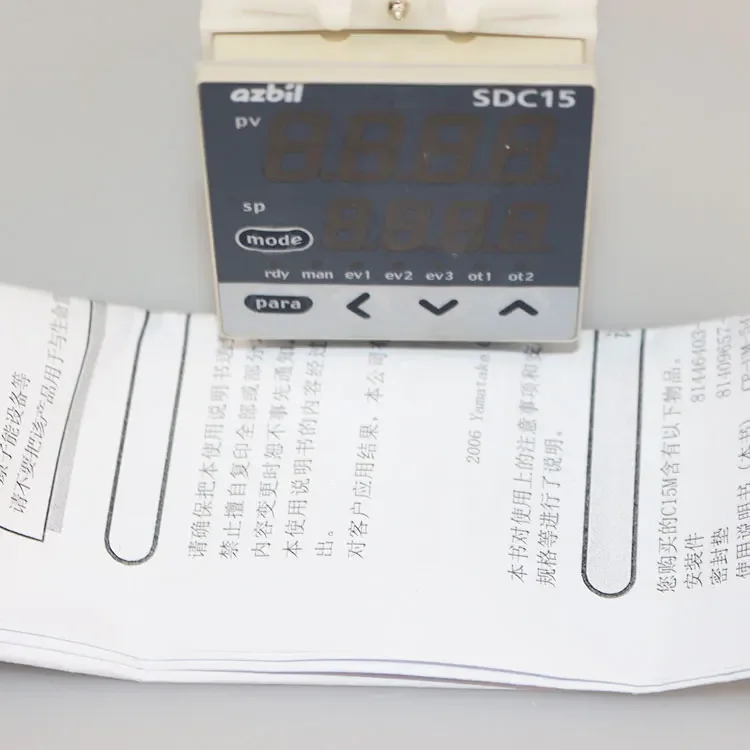 azbil
SDC15
pv
sp
mode
rdy man ev1 ev2 ev3 ot1 ot2
para
请不要把该产品用于与生命
原子能设备等
请确保把本使用说明书送
禁止擅自复印全部或部分
内容变更时恕不事先通知
本使用说明书的内容经过
出。
对客户应用结果，本公司
2006 Yamatake
本书对使用上的注意事项和安
规格等进行了说明。
您购买的C15M含有以下物品。
安装件 81446403-
密封垫 81409657-
使用说明书（本书）